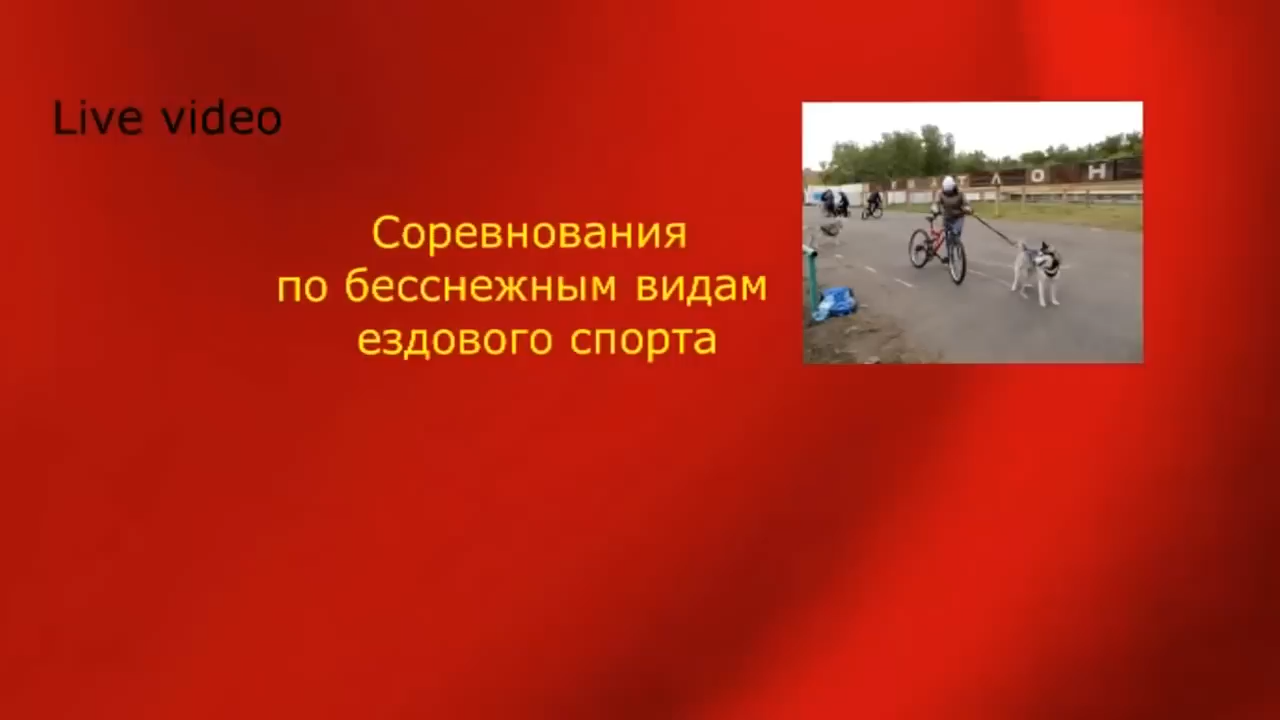 Live video
Соревнования
по бесснежным видам
ездового спорта